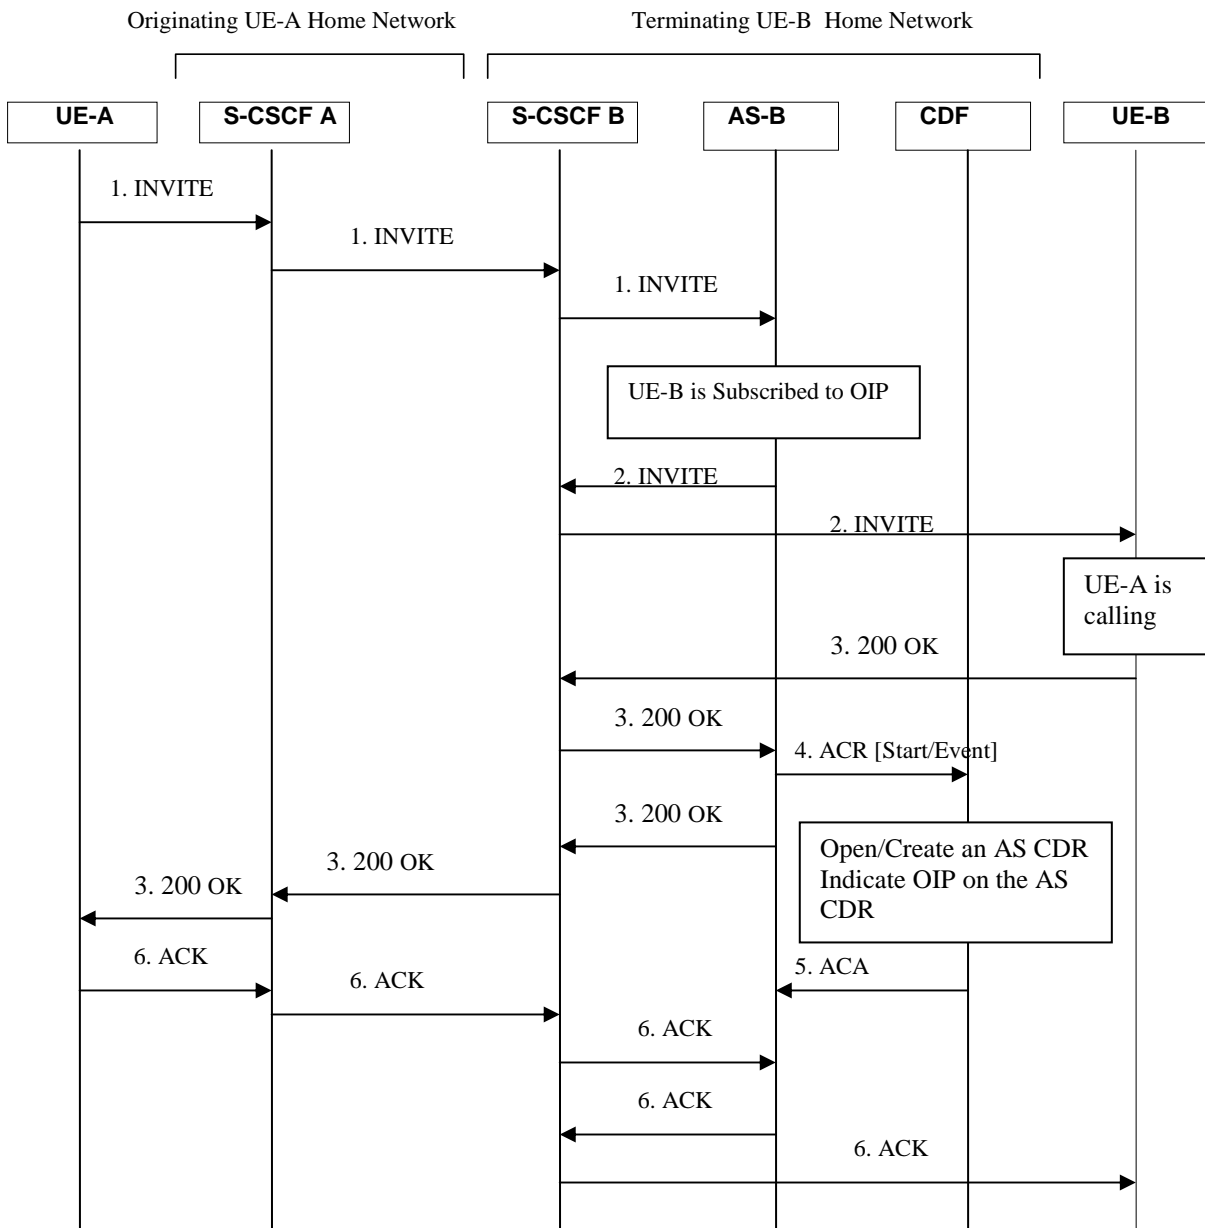 Originating UE-A Home Network
Terminating UE-B  Home Network
UE-A
S-CSCF A
S-CSCF B
AS-B
CDF
UE-B
1. INVITE
1. INVITE
1. INVITE
UE-B is Subscribed to OIP
2. INVITE
2. INVITE
UE-A is
calling
3. 200 OK
3. 200 OK
4. ACR [Start/Event]
3. 200 OK
Open/Create an AS CDR
Indicate OIP on the AS
CDR
3. 200 OK
3. 200 OK
6. ACK
5. ACA
6. ACK
6. ACK
6. ACK
6. ACK